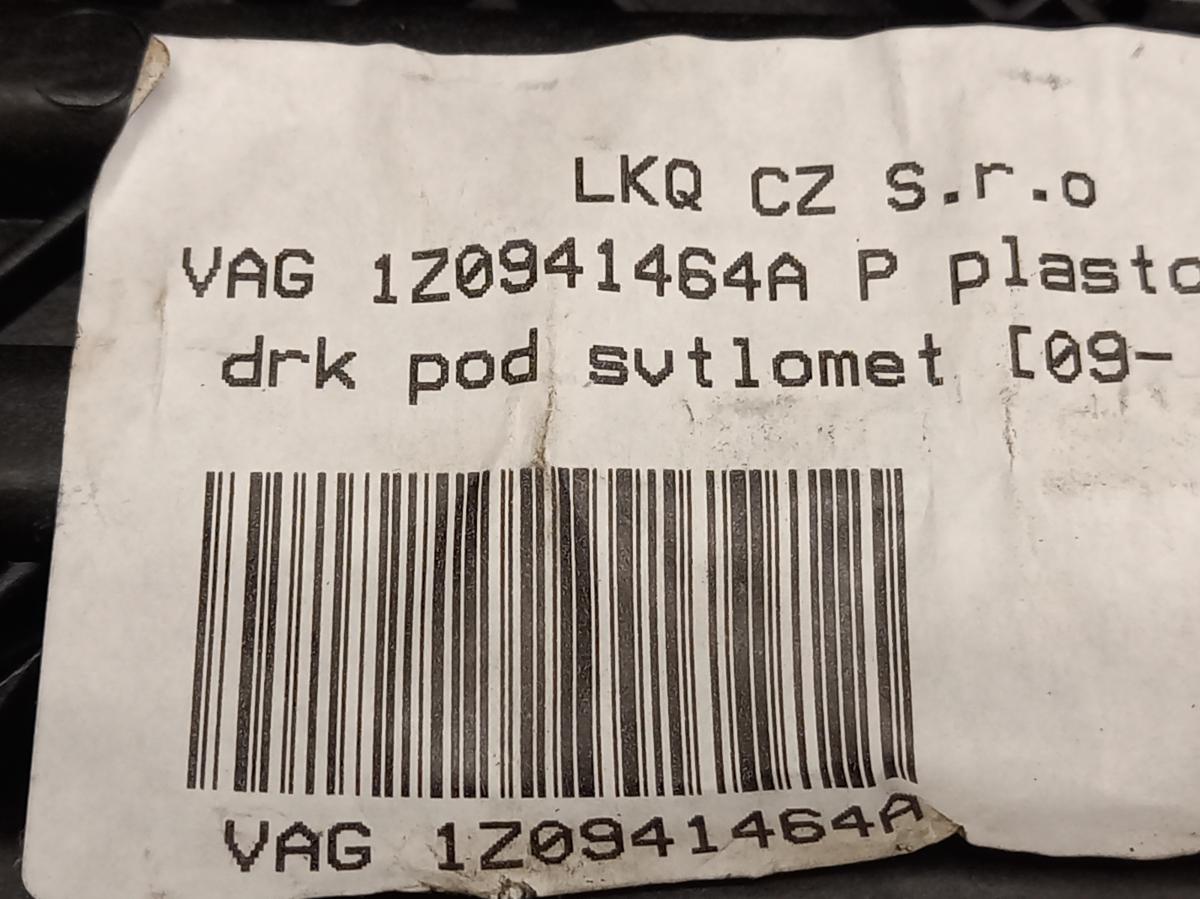 LKQ CZ s.r.o
VAG 1Z0941464A P plasto
drk pod svtlomet [09-
VAG 1Z0941464A